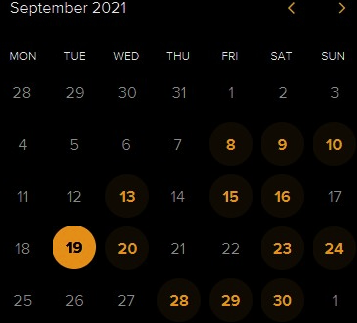 September 2021
MON TUE WED THU FRI SAT SUN
28 29 30 31 1 2 3
4 5 6 7 8 9 10
11 12 13 14 15 16 17
18 19 20 21 22 23 24
25 26 27 28 29 30 1